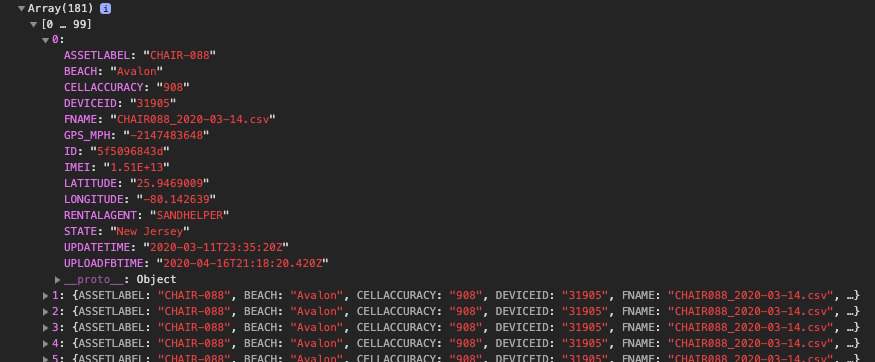 Array(181) i
[0 … 99]
0:
ASSETLABEL: "CHAIR-088"
BEACH: "Avalon"
CELLACCURACY: "908"
DEVICEID: "31905"
FNAME: "CHAIR088_2020-03-14.csv"
GPS_MPH: "-2147483648"
ID: "5f5096843d"
IMEI: "1.51E+13"
LATITUDE: "25.9469009"
LONGITUDE: "-80.142639"
RENTALAGENT: "SANDHELPER"
STATE: "New Jersey"
UPDATETIME: "2020-03-11T23:35:20Z"
UPLOADFBTIME: "2020-04-16T21:18:20.420Z"
__proto__: Object
1: {ASSETLABEL: "CHAIR-088", BEACH: "Avalon", CELLACCURACY: "908", DEVICEID: "31905", FNAME: "CHAIR088_2020-03-14.csv", …}
2: {ASSETLABEL: "CHAIR-088", BEACH: "Avalon", CELLACCURACY: "908", DEVICEID: "31905", FNAME: "CHAIR088_2020-03-14.csv", …}
3: {ASSETLABEL: "CHAIR-088", BEACH: "Avalon", CELLACCURACY: "908", DEVICEID: "31905", FNAME: "CHAIR088_2020-03-14.csv", …}
4: {ASSETLABEL: "CHAIR-088", BEACH: "Avalon", CELLACCURACY: "908", DEVICEID: "31905", FNAME: "CHAIR088_2020-03-14.csv", …}
5: {ASSETLABEL: "CHAIR-088", BEACH: "Avalon", CELLACCURACY: "908", DEVICEID: "31905", FNAME: "CHAIR088_2020-03-14.csv", …}